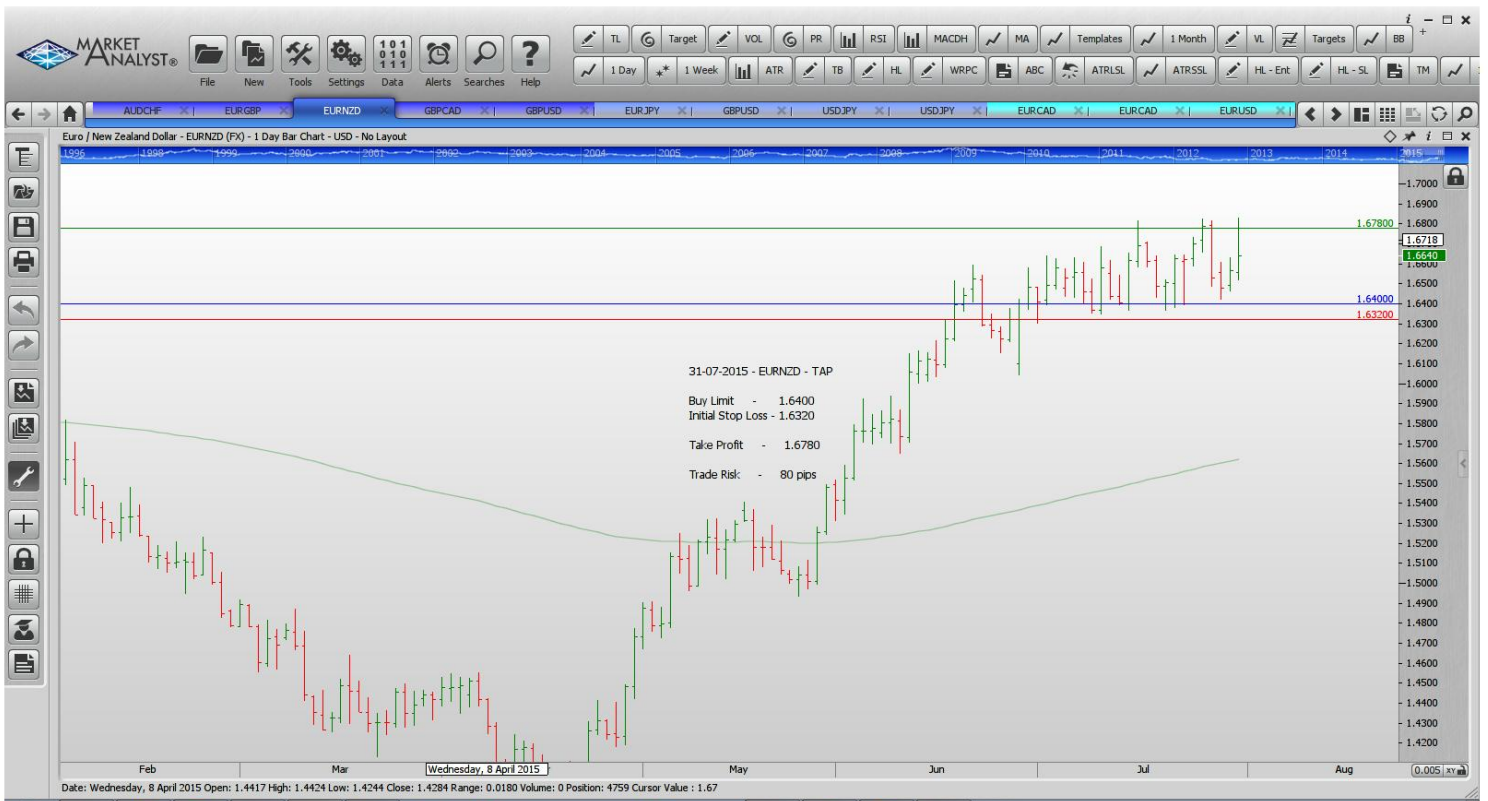 MARKET
ANALYST®
File
New
Tools
Settings
Data
Alerts
Searches
Help
TL
Target
VOL
PR
RSI
MACDH
MA
Templates
1 Month
VL
Targets
BB
1 Day
1 Week
ATR
TB
HL
WRPC
ABC
ATRLSL
ATRSSL
HL - Ent
HL - SL
TM
AUDCHF
EURGBP
EURNZD
GBPCAD
GBPUSD
EURJPY
GBPUSD
USDJPY
USDJPY
EURCAD
EURCAD
EURUSD
Euro / New Zealand Dollar - EURNZD (FX) - 1 Day Bar Chart - USD - No Layout
1996 1998 1999 2000 2001 2002 2003 2004 2005 2006 2007 2008 2009 2010 2011 2012 2013 2014 2015
1.7000
1.6900
1.67800
1.6800
1.6718
1.6640
1.6600
1.6500
1.64000
1.6400
1.63200
1.6300
1.6200
1.6100
1.6000
1.5900
1.5800
1.5700
1.5600
1.5500
1.5400
1.5300
1.5200
1.5100
1.5000
1.4900
1.4800
1.4700
1.4600
1.4500
1.4400
1.4300
1.4200
31-07-2015 - EURNZD - TAP
Buy Limit - 1.6400
Initial Stop Loss - 1.6320
Take Profit - 1.6780
Trade Risk - 80 pips
Feb Mar Wednesday, 8 April 2015 May Jun Jul Aug
0.005 XY
Date: Wednesday, 8 April 2015 Open: 1.4417 High: 1.4424 Low: 1.4244 Close: 1.4284 Range: 0.0180 Volume: 0 Position: 4759 Cursor Value : 1.67